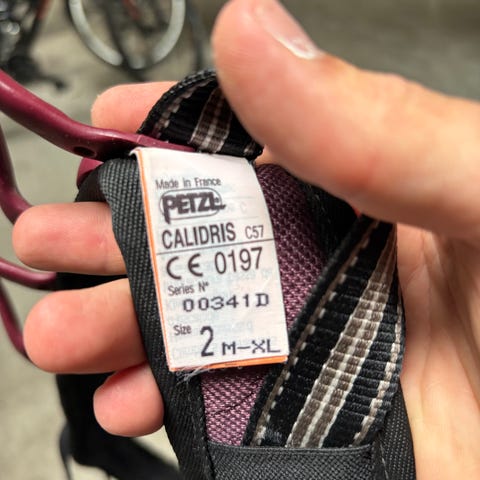 Made in France
PETZL
CALIDRIS C57
CE 0197
Series N°
00341D
Size 2 M-XL